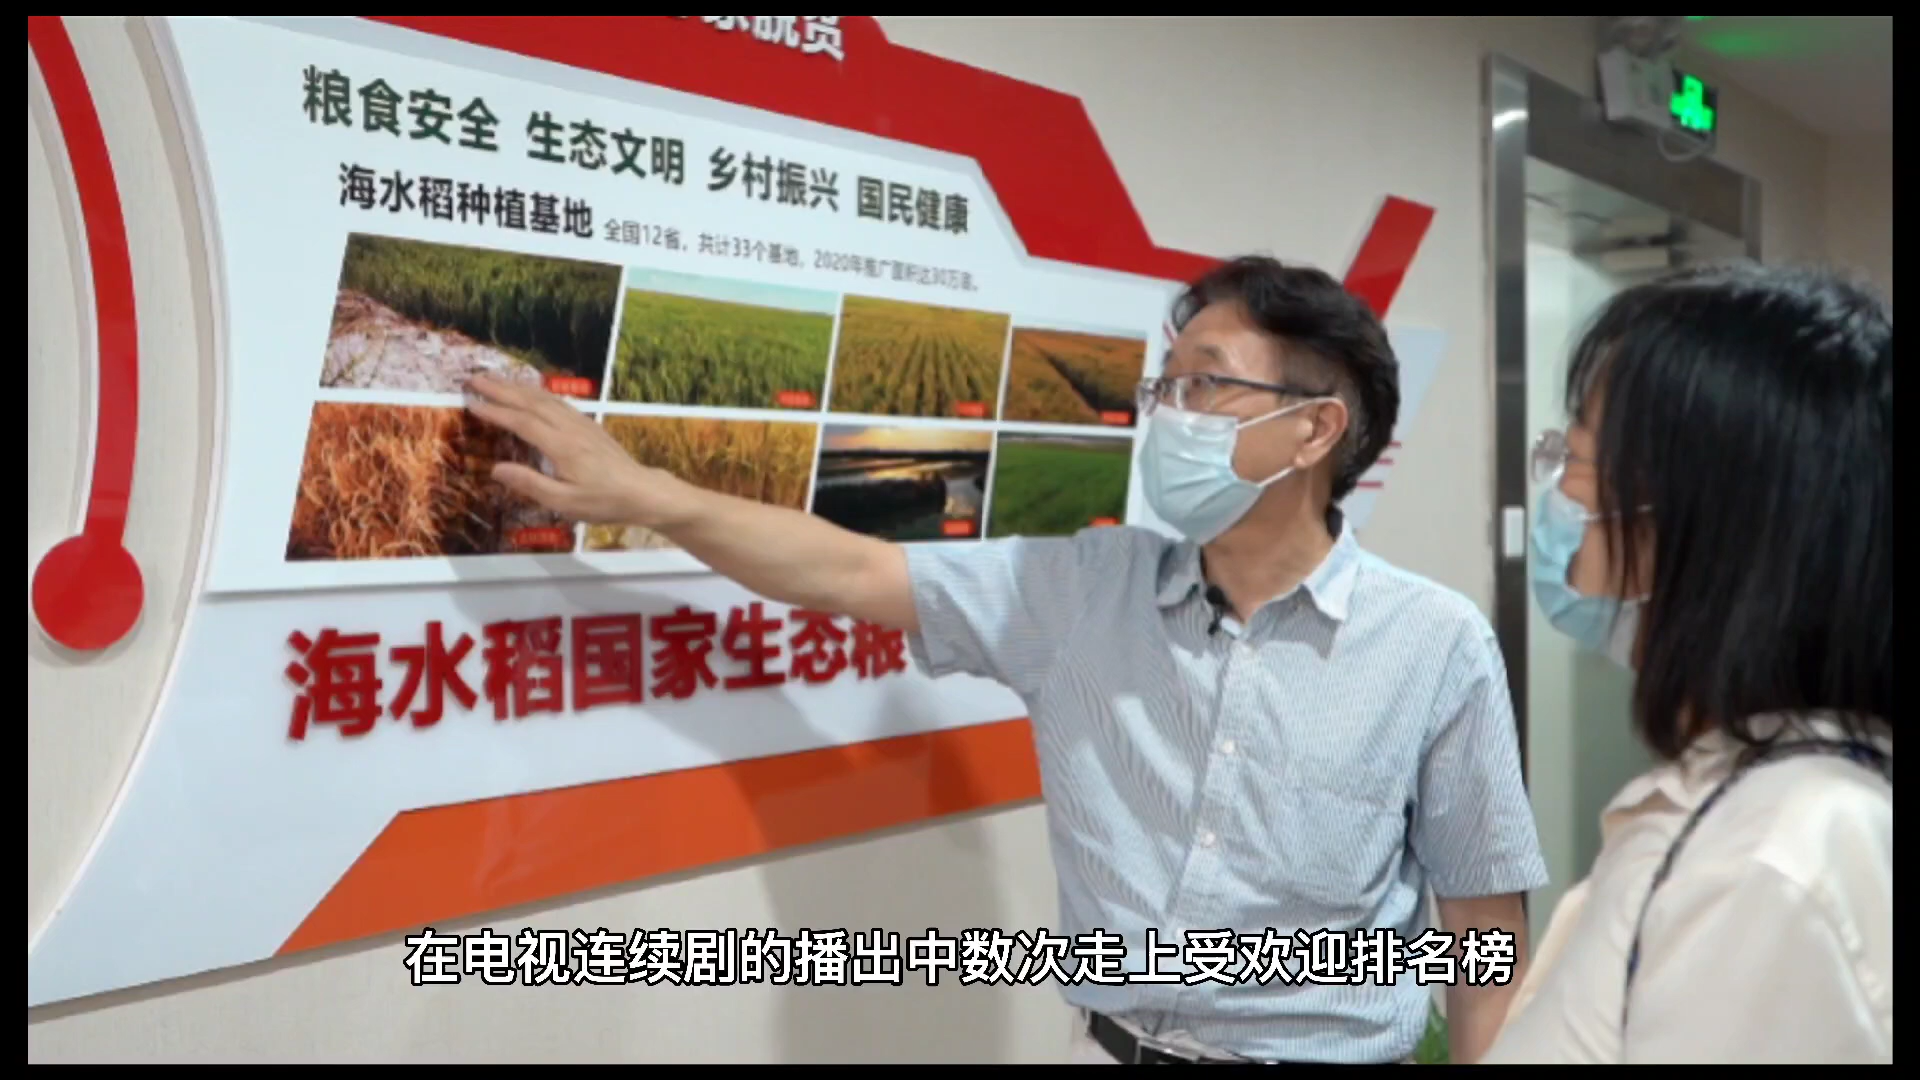 家脱贫
粮食安全 生态文明 乡村振兴 国民健康
海水稻种植基地 全国12省，共计33个基地，2020年推广面积达30万亩。
海水稻国家生态粮
在电视连续剧的播出中数次走上受欢迎排名榜